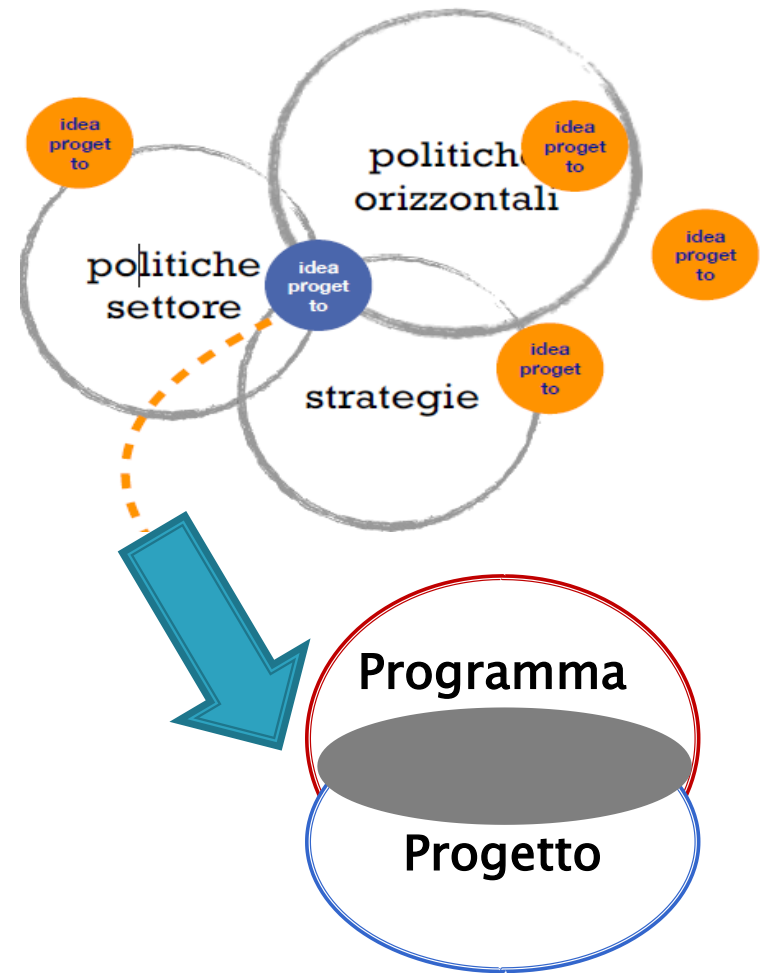 idea
proget
to
idea
proget
to
politiche
orizzontali
idea
proget
to
politiche
settore
idea
proget
to
idea
proget
to
strategie
Programma
Progetto